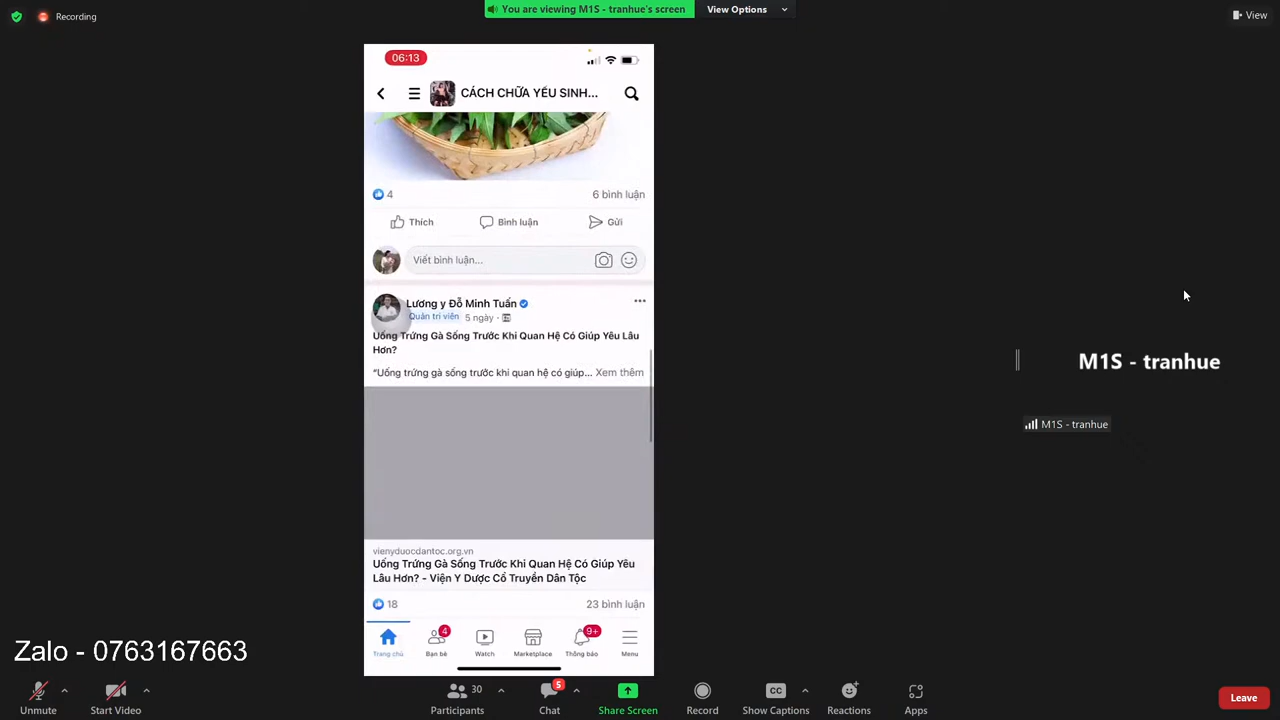 Recording
You are viewing M1S - tranhue's screen
View Options
View
06:13
CÁCH CHỮA YẾU SINH...
4
6 bình luận
Thích
Bình luận
Gửi
Viết bình luận...
Lương y Đỗ Minh Tuấn
Quản trị viên
5 ngày ·
Uống Trứng Gà Sống Trước Khi Quan Hệ Có Giúp Yêu Lâu
Hơn?
“Uống trứng gà sống trước khi quan hệ có giúp... Xem thêm
vienyduocdantoc.org.vn
Uống Trứng Gà Sống Trước Khi Quan Hệ Có Giúp Yêu
Lâu Hơn? - Viện Y Dược Cổ Truyền Dân Tộc
18
23 bình luận
4
9+
Trang chủ
Bạn bè
Watch
Marketplace
Thông báo
Menu
M1S - tranhue
M1S - tranhue
Zalo - 0763167663
Unmute
Start Video
30
Participants
5
Chat
Share Screen
Record
CC
Show Captions
Reactions
Apps
Leave